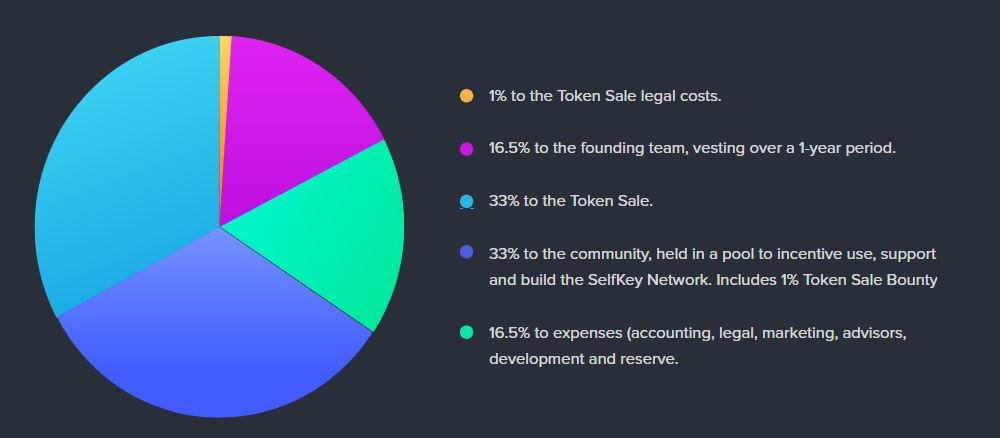 1% to the Token Sale legal costs.
16.5% to the founding team, vesting over a 1-year period.
33% to the Token Sale.
33% to the community, held in a pool to incentive use, support
and build the SelfKey Network. Includes 1% Token Sale Bounty
16.5% to expenses (accounting, legal, marketing, advisors,
development and reserve.